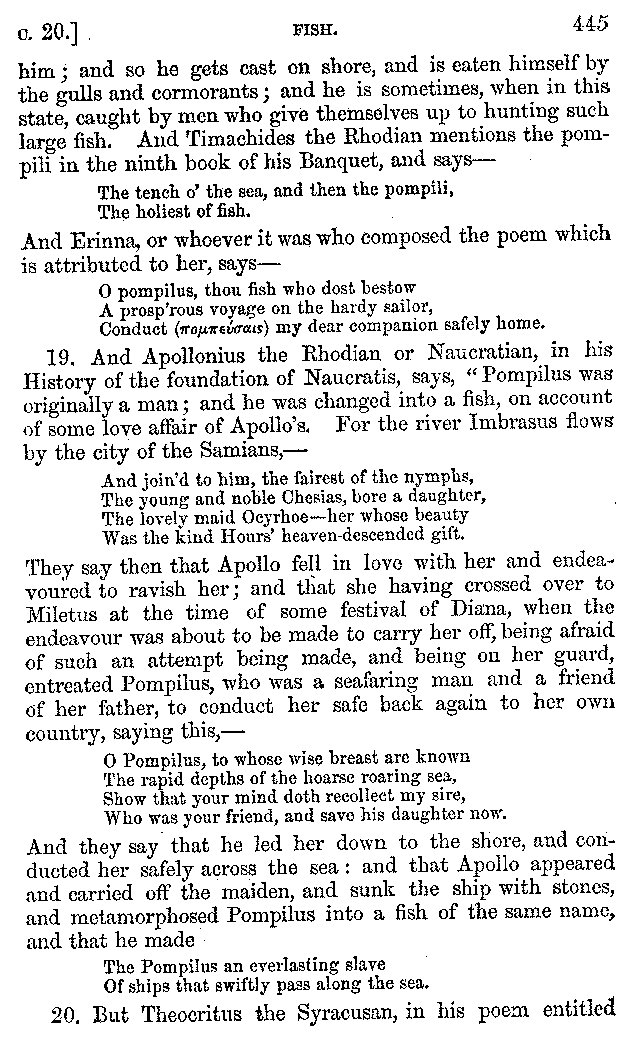 c. 20.] FISH. 445
him; and so he gets cast on shore, and is eaten himself by
the gulls and cormorants; and he is sometimes, when in this
state, caught by men who give themselves up to hunting such
large fish. And Timachides the Rhodian mentions the pom-
pili in the ninth book of his Banquet, and says—
The tench o' the sea, and then the pompili,
The holiest of fish.
And Erinna, or whoever it was who composed the poem which
is attributed to her, says—
O pompilus, thou fish who dost bestow
A prosp'rous voyage on the hardy sailor,
Conduct (πομπεύσαις) my dear companion safely home.
19. And Apollonius the Rhodian or Naucratian, in his
History of the foundation of Naucratis, says, "Pompilus was
originally a man; and he was changed into a fish, on account
of some love affair of Apollo's. For the river Imbrasus flows
by the city of the Samians,—
And join'd to him, the fairest of the nymphs,
The young and noble Chesias, bore a daughter,
The lovely maid Ocyrhoe—her whose beauty
Was the kind Hours' heaven-descended gift.
They say then that Apollo fell in love with her and endea-
voured to ravish her; and that she having crossed over to
Miletus at the time of some festival of Diana, when the
endeavour was about to be made to carry her off, being afraid
of such an attempt being made, and being on her guard,
entreated Pompilus, who was a seafaring man and a friend
of her father, to conduct her safe back again to her own
country, saying this,—
O Pompilus, to whose wise breast are known
The rapid depths of the hoarse roaring sea,
Show that your mind doth recollect my sire,
Who was your friend, and save his daughter now.
And they say that he led her down to the shore, and con-
ducted her safely across the sea: and that Apollo appeared
and carried off the maiden, and sunk the ship with stones,
and metamorphosed Pompilus into a fish of the same name,
and that he made
The Pompilus an everlasting slave
Of ships that swiftly pass along the sea.
20. But Theocritus the Syracusan, in his poem entitled